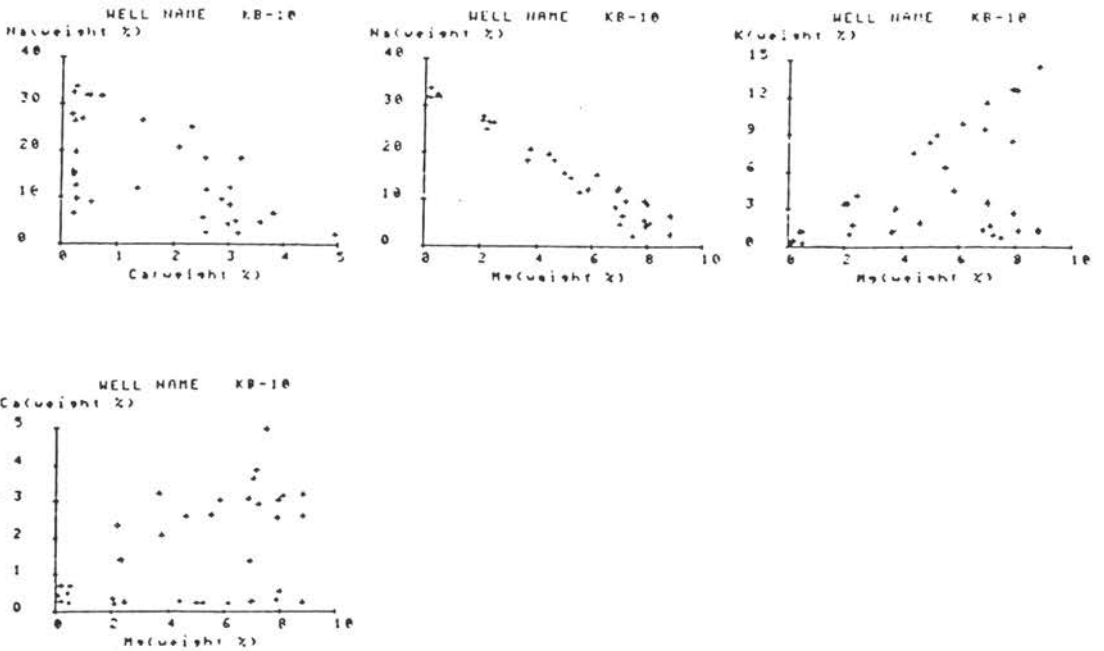 WELL NAME KB-10
Na(weight %)
40
30
20
10
0
0 1 2 3 4 5
Ca(weight %)
WELL NAME KB-10
Na(weight %)
40
30
20
10
0
0 2 4 6 8 10
Mg(weight %)
WELL NAME KB-10
K(weight %)
15
12
9
6
3
0
0 2 4 6 8 10
Mg(weight %)
WELL NAME KB-10
Ca(weight %)
5
4
3
2
1
0
0 2 4 6 8 10
Mg(weight %)